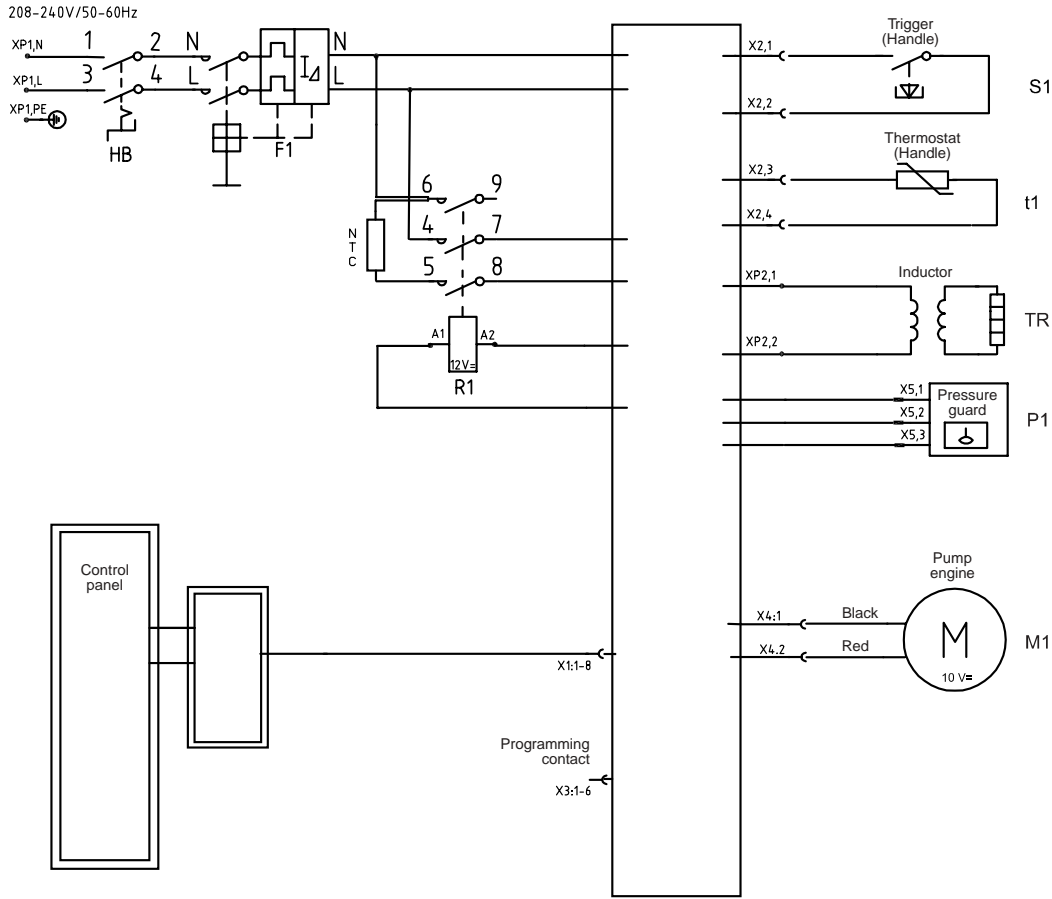 208-240V/50-60Hz
XP1,N 1 2 N N
XP1,L 3 4 L L
XP1,PE
HB
F1
I⊿
6 9
4 7
5 8
NTC
A1 A2
12V=
R1
X2,1
Trigger
(Handle)
S1
X2,2
Thermostat
(Handle)
X2,3
t1
X2,4
Inductor
XP2,1
TR
XP2,2
X5,1
X5,2
X5,3
Pressure
guard
P1
Control
panel
X1:1-8
Programming
contact
X3:1-6
Pump
engine
X4:1 Black
X4.2 Red
M
10 V=
M1